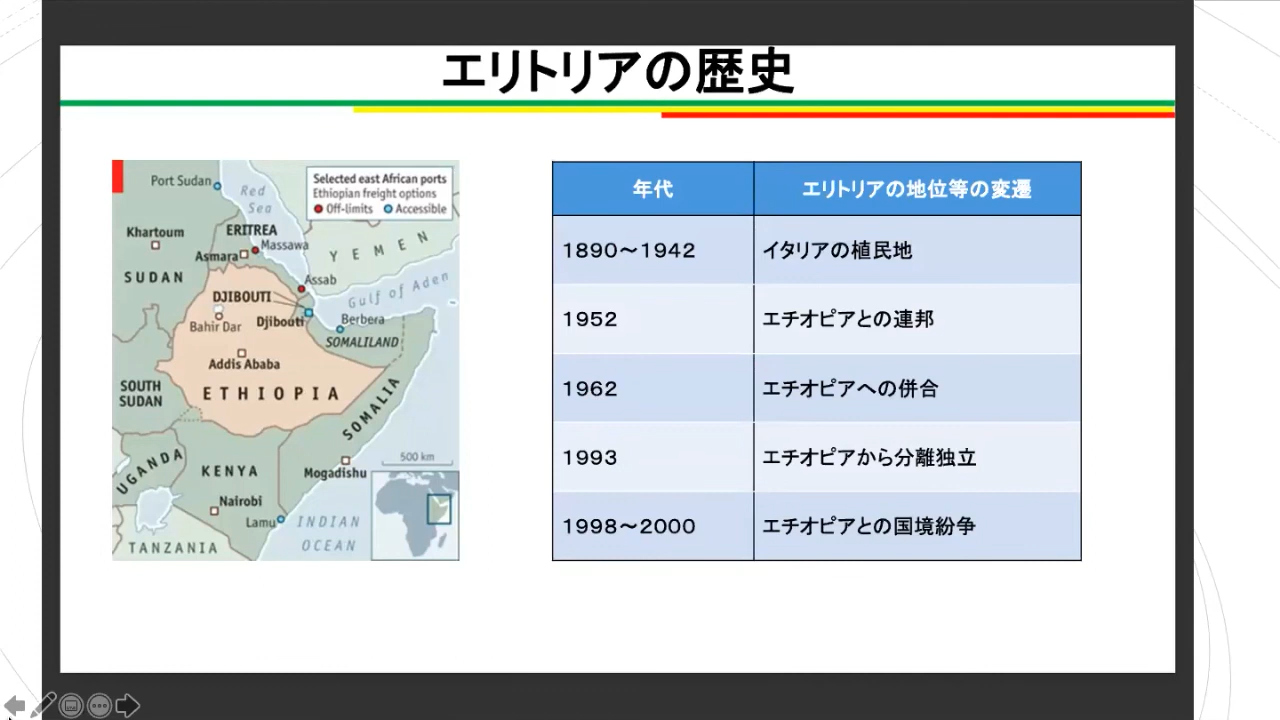 エリトリアの歴史
Selected east African ports
Ethiopian freight options
Off-limits Accessible
Port Sudan
Red
Sea
Khartoum
ERITREA
Massawa
Asmara
YEMEN
SUDAN
Assab
Gulf of Aden
DJIBOUTI
Bahir Dar
Djibouti
Berbera
SOMALILAND
Addis Ababa
SOUTH
SUDAN
ETHIOPIA
SOMALIA
500 km
UGANDA
KENYA
Mogadishu
Nairobi
Lamu
INDIAN
OCEAN
TANZANIA
年代 エリトリアの地位等の変遷
1890～1942 イタリアの植民地
1952 エチオピアとの連邦
1962 エチオピアへの併合
1993 エチオピアから分離独立
1998～2000 エチオピアとの国境紛争